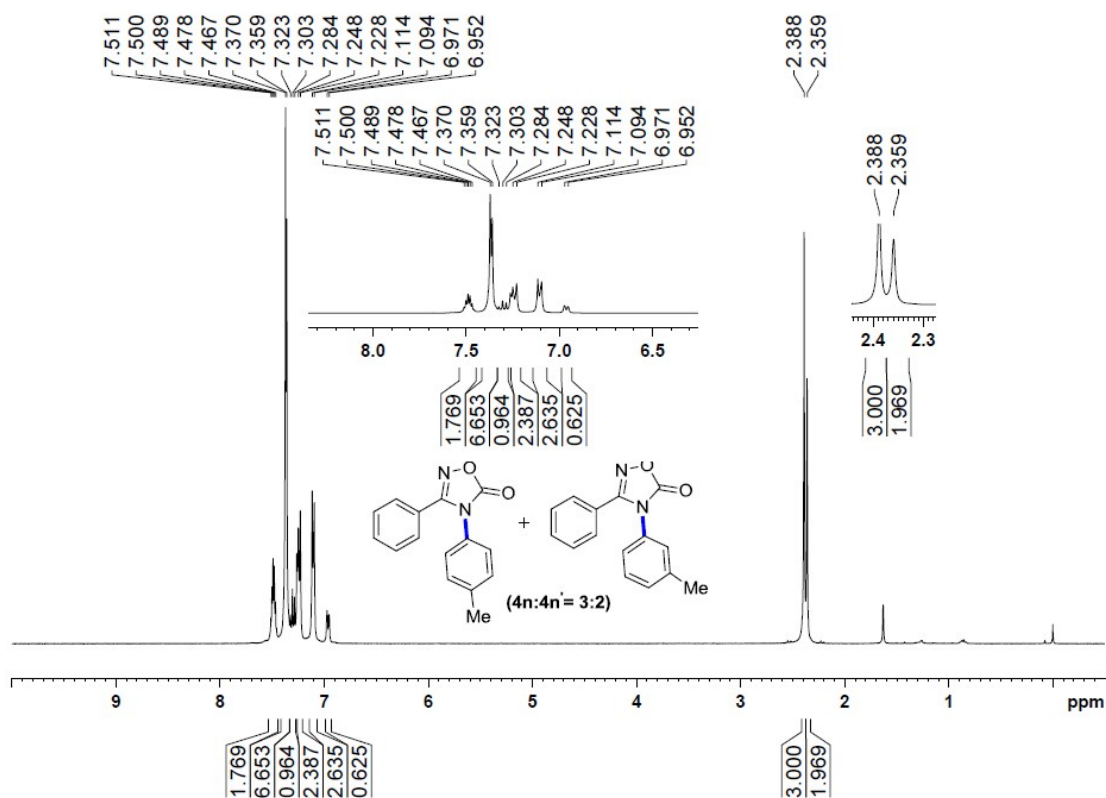 7.511 7.500 7.489 7.478 7.467 7.370 7.359 7.323 7.303 7.284 7.248 7.228 7.114 7.094 6.971 6.952
2.388 2.359
7.511 7.500 7.489 7.478 7.467 7.370 7.359 7.323 7.303 7.284 7.248 7.228 7.114 7.094 6.971 6.952
2.388 2.359
8.0 7.5 7.0 6.5
2.4 2.3
1.769 6.653 0.964 2.387 2.635 0.625
3.000 1.969
N O O N
+
N O O N
Me
Me
(4n:4n'= 3:2)
9 8 7 6 5 4 3 2 1 ppm
1.769 6.653 0.964 2.387 2.635 0.625
3.000 1.969